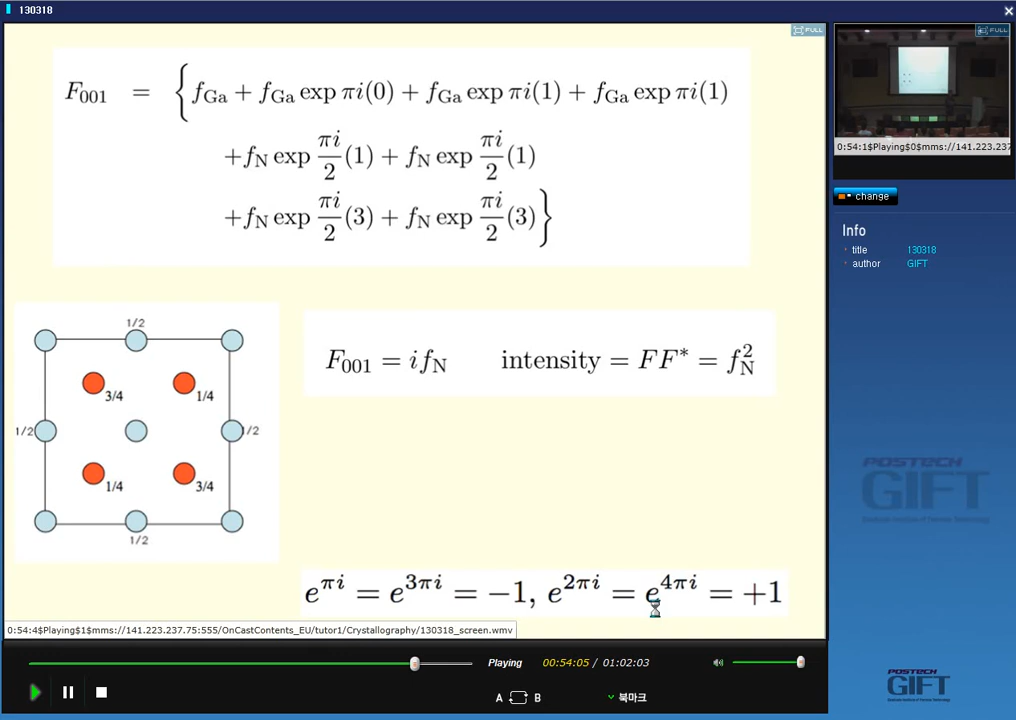 130318
FULL
F_001 = { f_Ga + f_Ga exp πi(0) + f_Ga exp πi(1) + f_Ga exp πi(1)
+f_N exp πi/2 (1) + f_N exp πi/2 (1)
+f_N exp πi/2 (3) + f_N exp πi/2 (3) }
1/2
3/4 1/4
1/2 1/2
1/4 3/4
1/2
F_001 = if_N intensity = FF* = f_N^2
e^{πi} = e^{3πi} = −1, e^{2πi} = e^{4πi} = +1
0:54:4$Playing$1$mms://141.223.237.75:555/OnCastContents_EU/tutor1/Crystallography/130318_screen.wmv
Playing 00:54:05 / 01:02:03
A B 북마크
FULL
0:54:1$Playing$0$mms://141.223.237
change
Info
title 130318
author GIFT
POSTECH
GIFT
POSTECH
GIFT